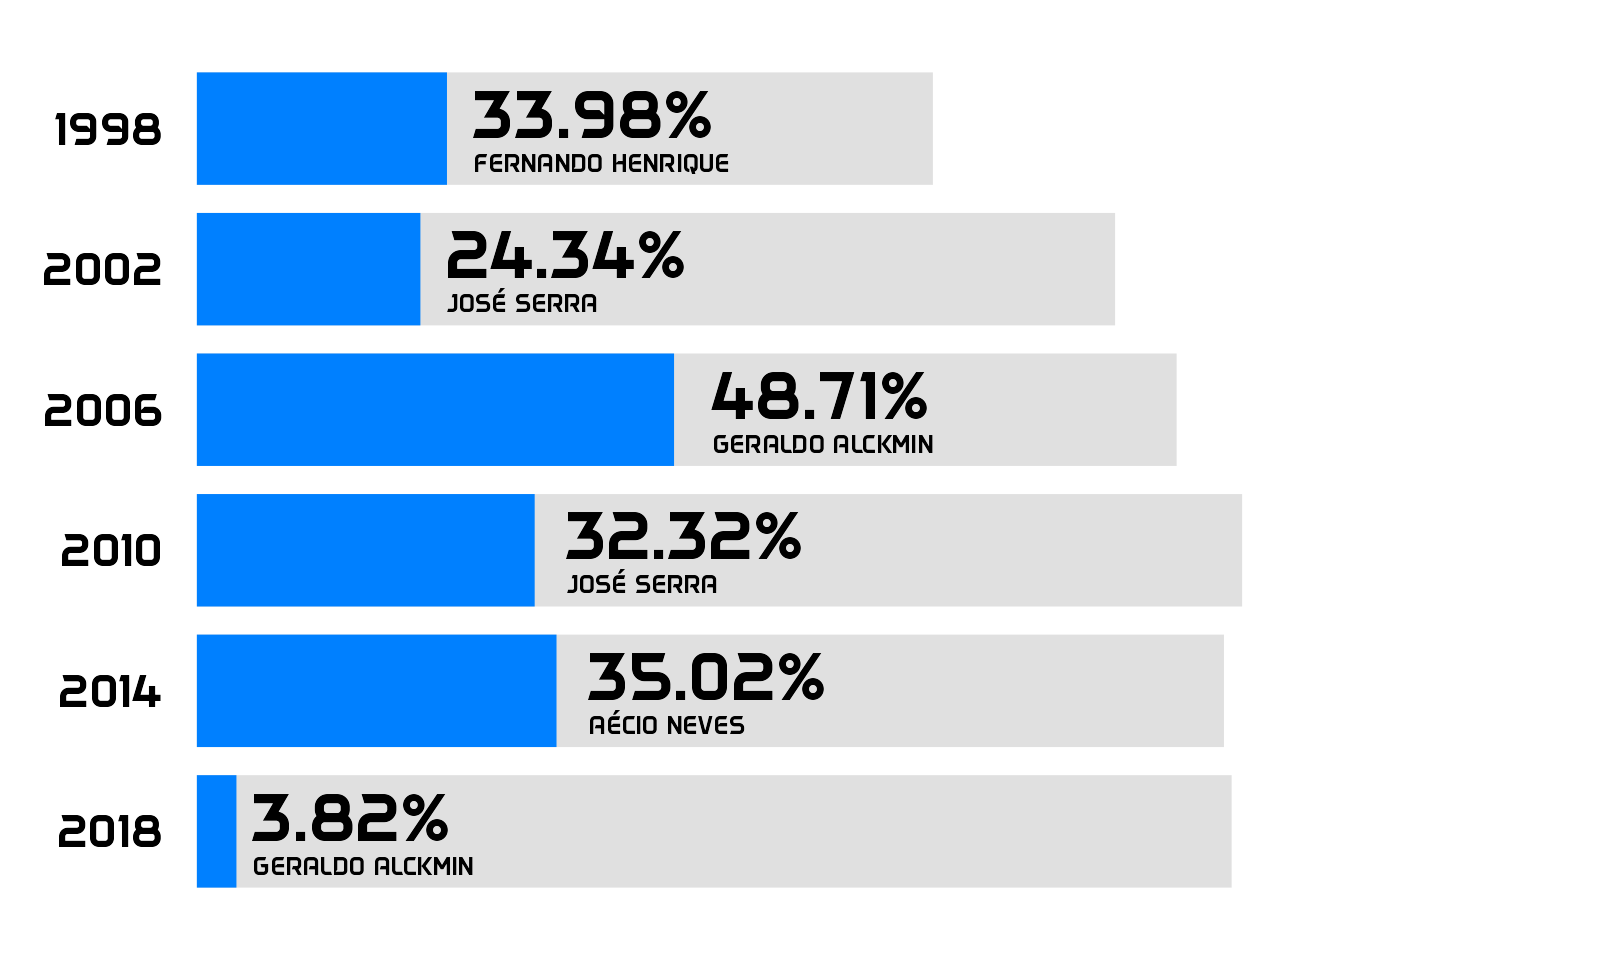 1998
33.98%
FERNANDO HENRIQUE
2002
24.34%
JOSÉ SERRA
2006
48.71%
GERALDO ALCKMIN
2010
32.32%
JOSÉ SERRA
2014
35.02%
AÉCIO NEVES
2018
3.82%
GERALDO ALCKMIN